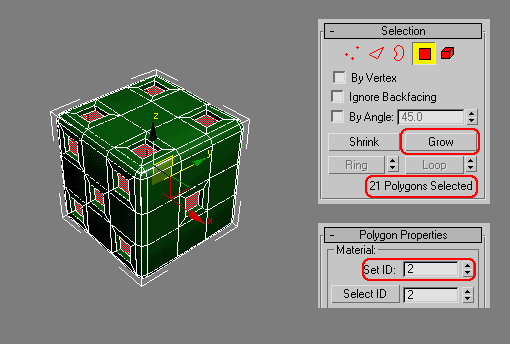 - Selection
By Vertex
Ignore Backfacing
By Angle: 45.0
Shrink Grow
Ring Loop
21 Polygons Selected
- Polygon Properties
Material:
Set ID: 2
Select ID 2
z